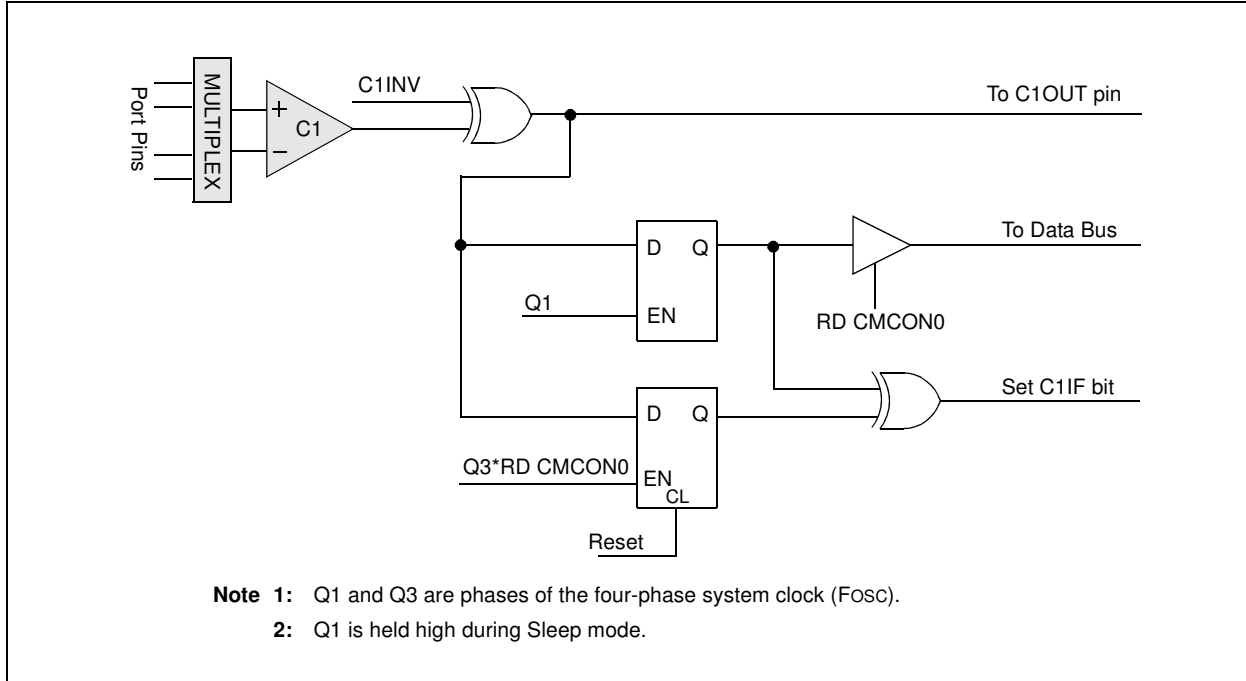 Port Pins
MULTIPLEX
+
−
C1
C1INV
To C1OUT pin
D Q
Q1
EN
To Data Bus
RD CMCON0
D Q
Q3*RD CMCON0
EN
CL
Reset
Set C1IF bit
Note 1: Q1 and Q3 are phases of the four-phase system clock (FOSC).
2: Q1 is held high during Sleep mode.